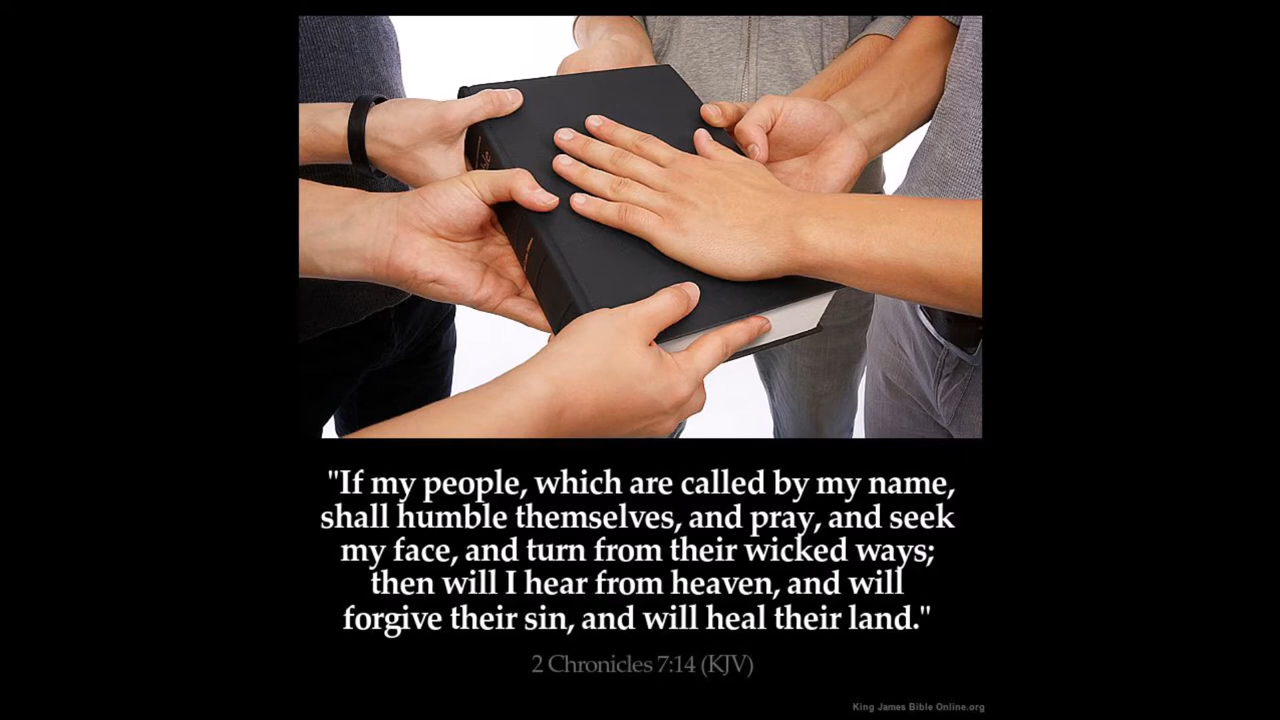 "If my people, which are called by my name,
shall humble themselves, and pray, and seek
my face, and turn from their wicked ways;
then will I hear from heaven, and will
forgive their sin, and will heal their land."
2 Chronicles 7:14 (KJV)
King James Bible Online.org